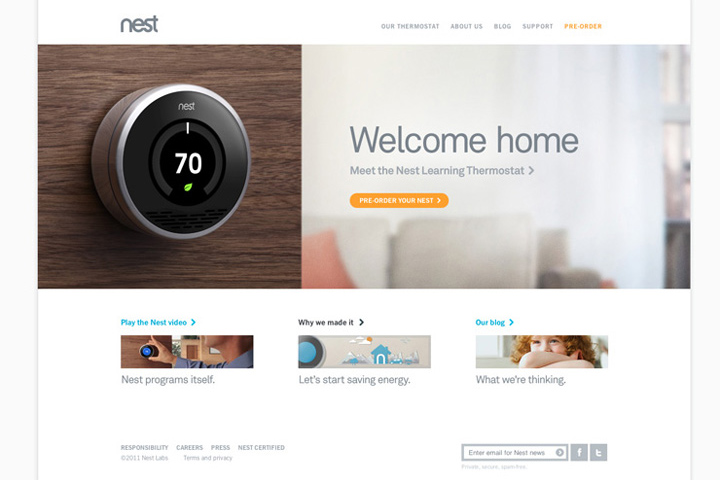 nest
OUR THERMOSTAT ABOUT US BLOG SUPPORT PRE-ORDER
nest
70
Welcome home
Meet the Nest Learning Thermostat
PRE-ORDER YOUR NEST
Play the Nest video
Why we made it
Our blog
Nest programs itself.
Let's start saving energy.
What we're thinking.
RESPONSIBILITY CAREERS PRESS NEST CERTIFIED
©2011 Nest Labs Terms and privacy
Enter email for Nest news
f t
Private, secure, spam-free.